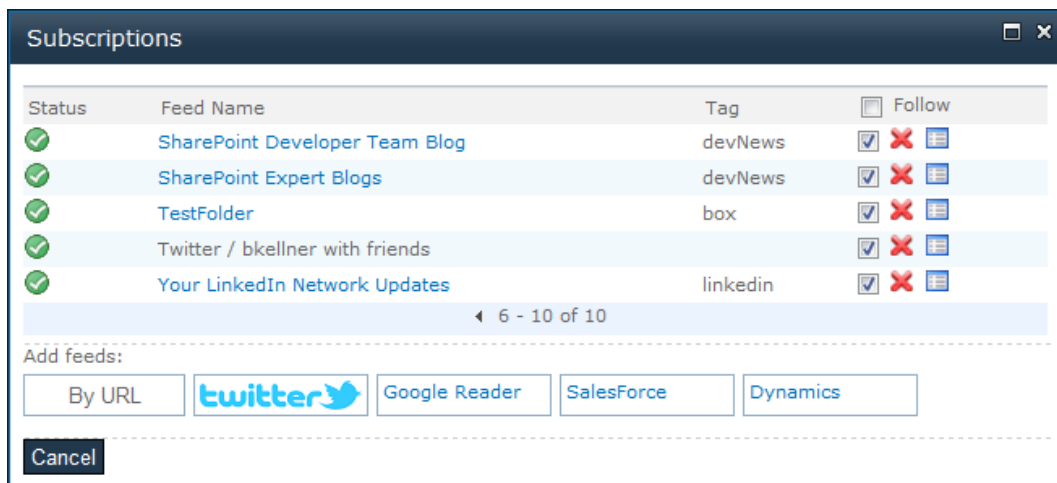 Subscriptions
Status Feed Name Tag Follow
SharePoint Developer Team Blog devNews
SharePoint Expert Blogs devNews
TestFolder box
Twitter / bkellner with friends
Your LinkedIn Network Updates linkedin
6 - 10 of 10
Add feeds:
By URL twitter Google Reader SalesForce Dynamics
Cancel